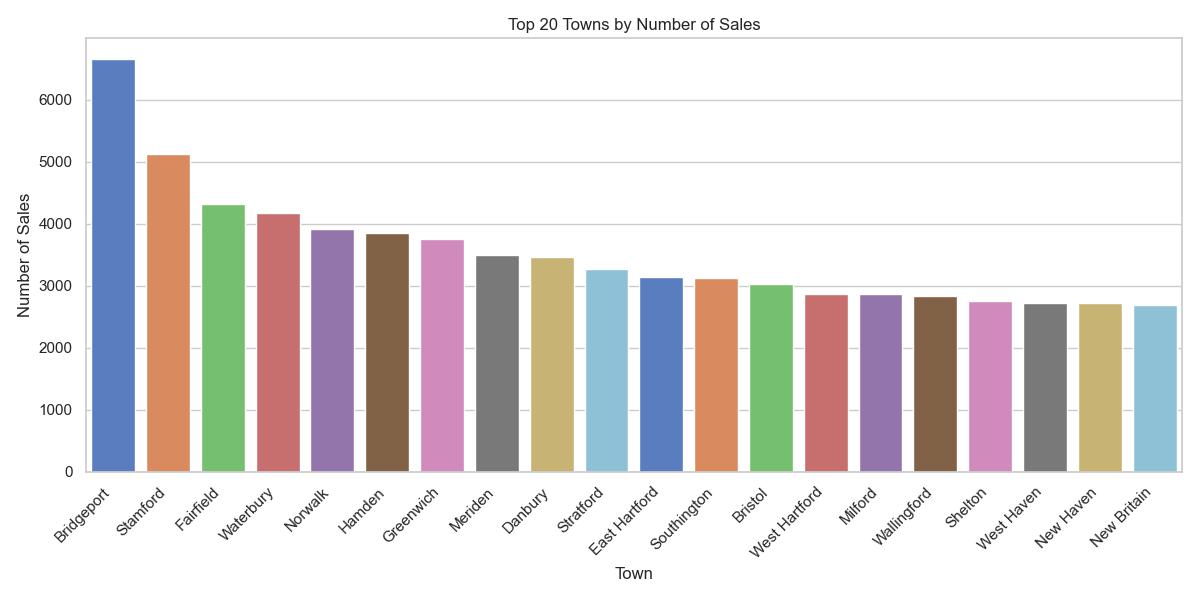 Top 20 Towns by Number of Sales
Number of Sales
6000
5000
4000
3000
2000
1000
0
Bridgeport
Stamford
Fairfield
Waterbury
Norwalk
Hamden
Greenwich
Meriden
Danbury
Stratford
East Hartford
Southington
Bristol
West Hartford
Milford
Wallingford
Shelton
West Haven
New Haven
New Britain
Town